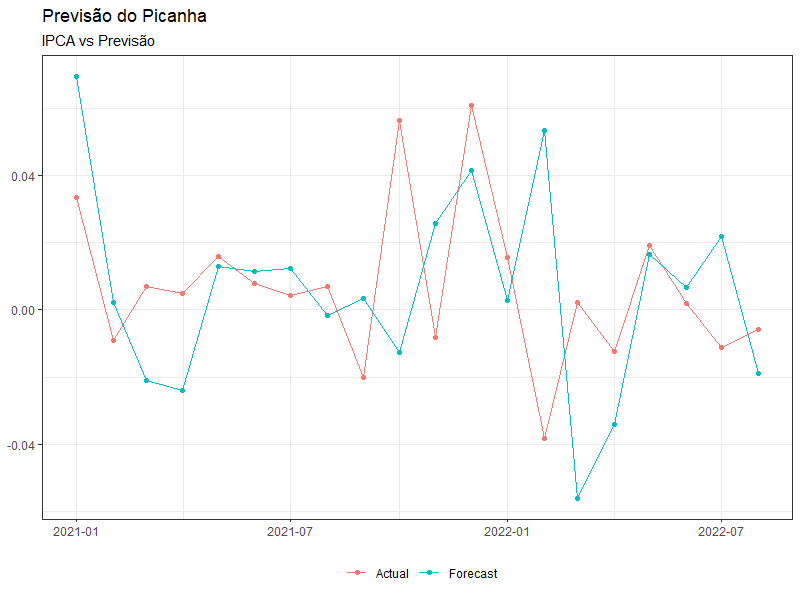 Previsão do Picanha
IPCA vs Previsão
0.04
0.00
-0.04
2021-01 2021-07 2022-01 2022-07
Actual Forecast